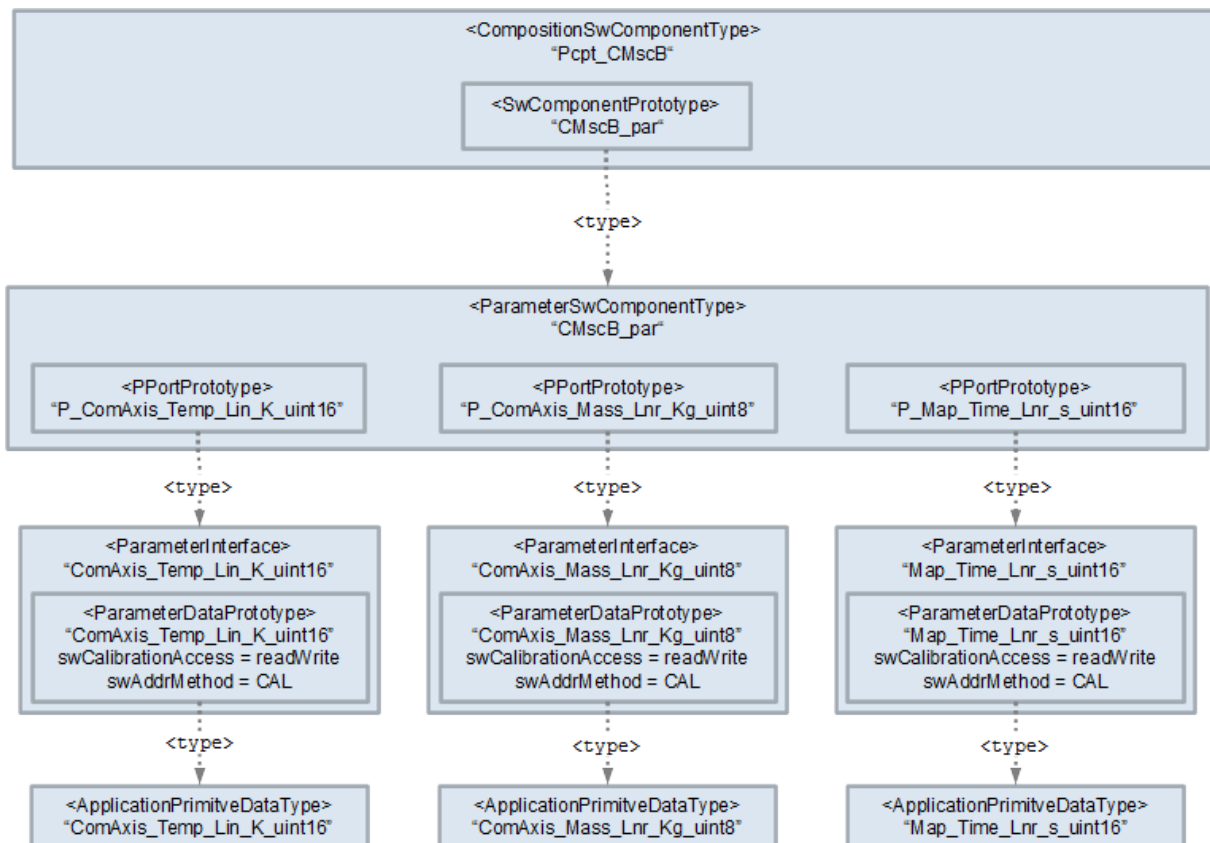 <CompositionSwComponentType>
“Pcpt_CMscB“
<SwComponentPrototype>
“CMscB_par“
<type>
<ParameterSwComponentType>
“CMscB_par“
<PPortPrototype>
“P_ComAxis_Temp_Lin_K_uint16”
<PPortPrototype>
“P_ComAxis_Mass_Lnr_Kg_uint8”
<PPortPrototype>
“P_Map_Time_Lnr_s_uint16”
<type>
<type>
<type>
<ParameterInterface>
“ComAxis_Temp_Lin_K_uint16”
<ParameterDataPrototype>
“ComAxis_Temp_Lin_K_uint16”
swCalibrationAccess = readWrite
swAddrMethod = CAL
<ParameterInterface>
“ComAxis_Mass_Lnr_Kg_uint8”
<ParameterDataPrototype>
“ComAxis_Mass_Lnr_Kg_uint8”
swCalibrationAccess = readWrite
swAddrMethod = CAL
<ParameterInterface>
“Map_Time_Lnr_s_uint16”
<ParameterDataPrototype>
“Map_Time_Lnr_s_uint16”
swCalibrationAccess = readWrite
swAddrMethod = CAL
<type>
<type>
<type>
<ApplicationPrimitveDataType>
“ComAxis_Temp_Lin_K_uint16”
<ApplicationPrimitveDataType>
“ComAxis_Mass_Lnr_Kg_uint8”
<ApplicationPrimitveDataType>
“Map_Time_Lnr_s_uint16”